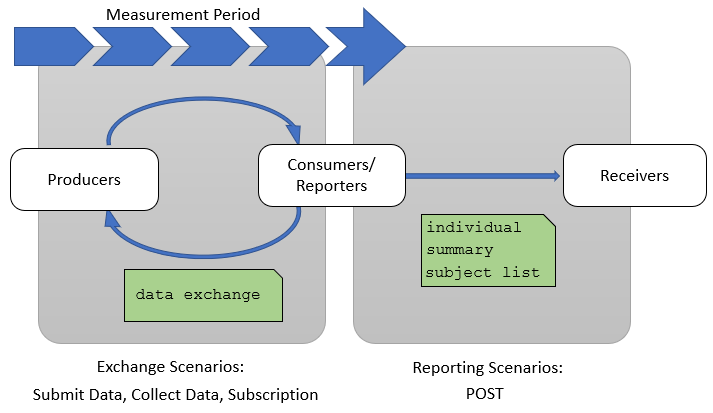 Measurement Period
Producers
Consumers/
Reporters
Receivers
individual
summary
subject list
data exchange
Exchange Scenarios:
Submit Data, Collect Data, Subscription
Reporting Scenarios:
POST